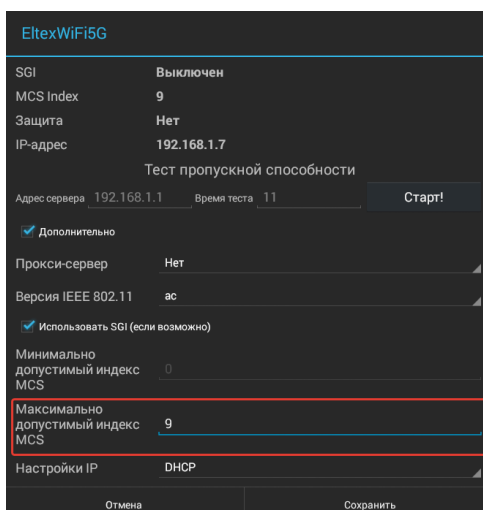 EltexWiFi5G
SGI Выключен
MCS Index 9
Защита Нет
IP-адрес 192.168.1.7
Тест пропускной способности
Адрес сервера 192.168.1.1 Время теста 11 Старт!
Дополнительно
Прокси-сервер Нет
Версия IEEE 802.11 ac
Использовать SGI (если возможно)
Минимально
допустимый индекс 0
MCS
Максимально
допустимый индекс 9
MCS
Настройки IP DHCP
Отмена Сохранить